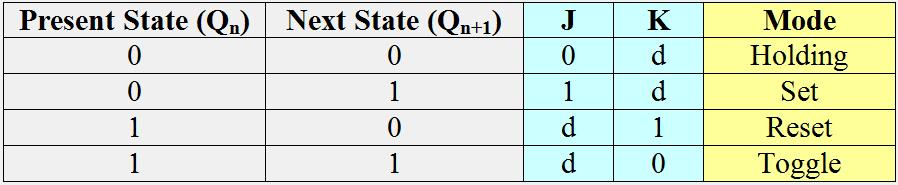 Present State (Qn) Next State (Qn+1) J K Mode
0 0 0 d Holding
0 1 1 d Set
1 0 d 1 Reset
1 1 d 0 Toggle